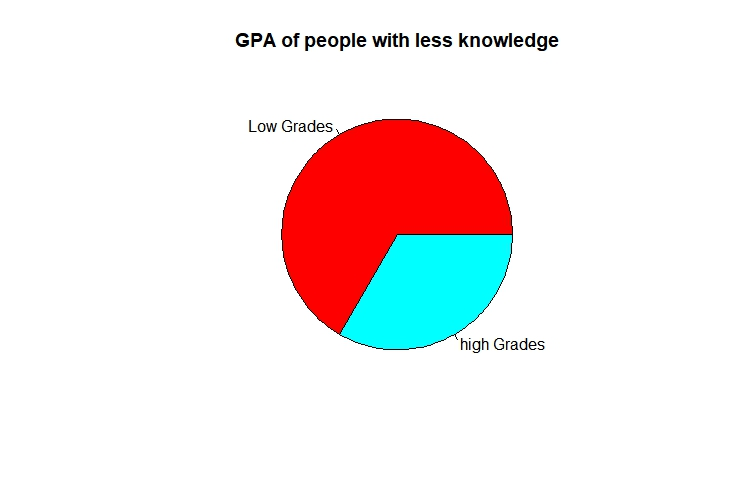 GPA of people with less knowledge
Low Grades
high Grades